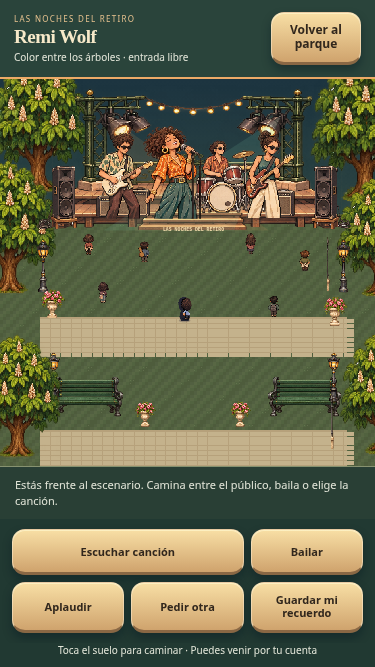 LAS NOCHES DEL RETIRO
Remi Wolf
Color entre los árboles · entrada libre
Volver al
parque
LAS NOCHES DEL RETIRO
Estás frente al escenario. Camina entre el público, baila o elige la
canción.
Escuchar canción
Bailar
Aplaudir
Pedir otra
Guardar mi
recuerdo
Toca el suelo para caminar · Puedes venir por tu cuenta